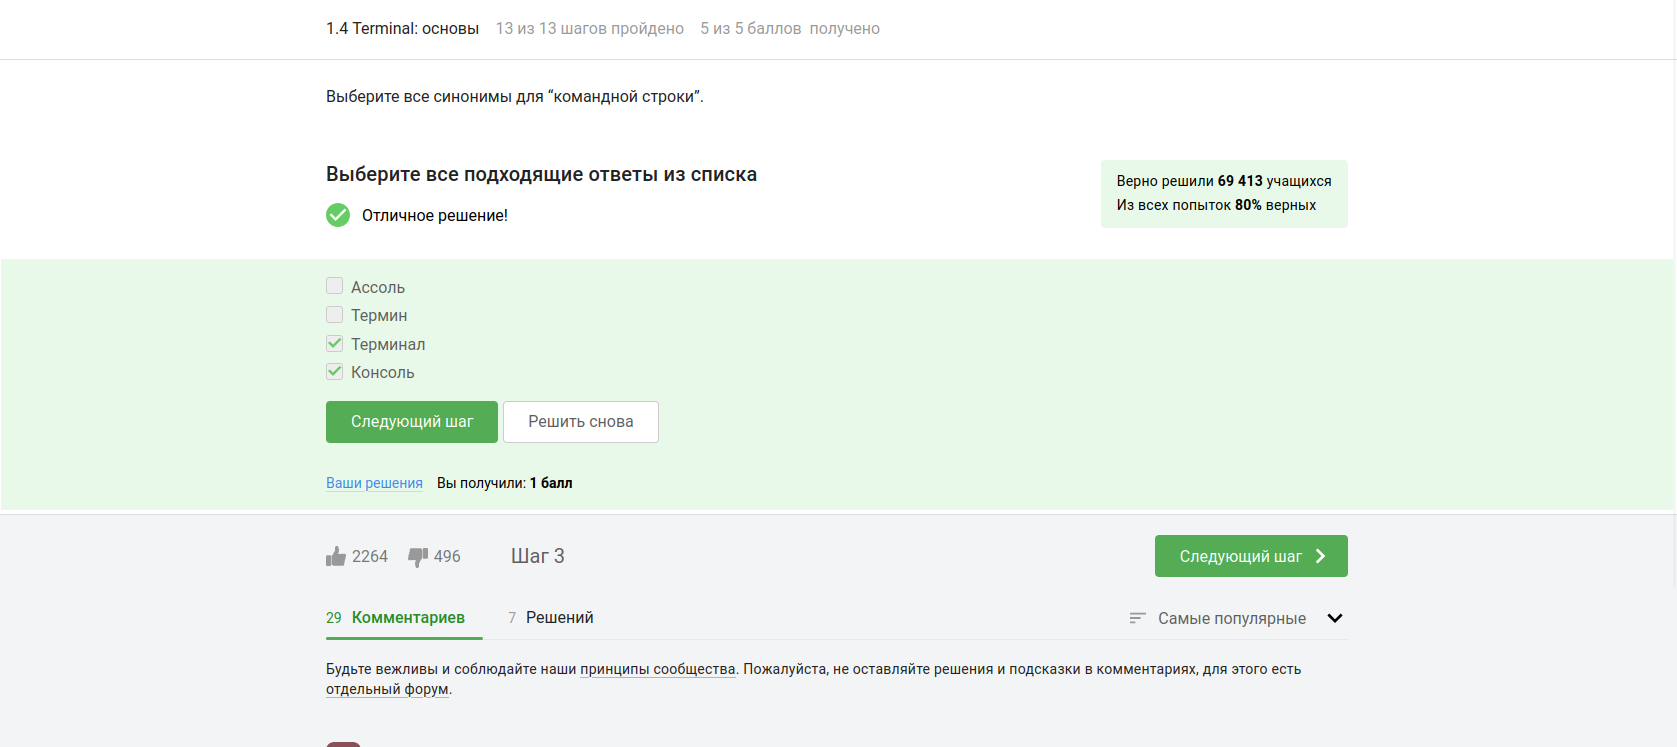 1.4 Terminal: основы 13 из 13 шагов пройдено 5 из 5 баллов получено
Выберите все синонимы для “командной строки”.
Выберите все подходящие ответы из списка
Отличное решение!
Верно решили 69 413 учащихся
Из всех попыток 80% верных
Ассоль
Термин
Терминал
Консоль
Следующий шаг Решить снова
Ваши решения Вы получили: 1 балл
2264 496 Шаг 3 Следующий шаг
29 Комментариев 7 Решений Самые популярные
Будьте вежливы и соблюдайте наши принципы сообщества. Пожалуйста, не оставляйте решения и подсказки в комментариях, для этого есть
отдельный форум.